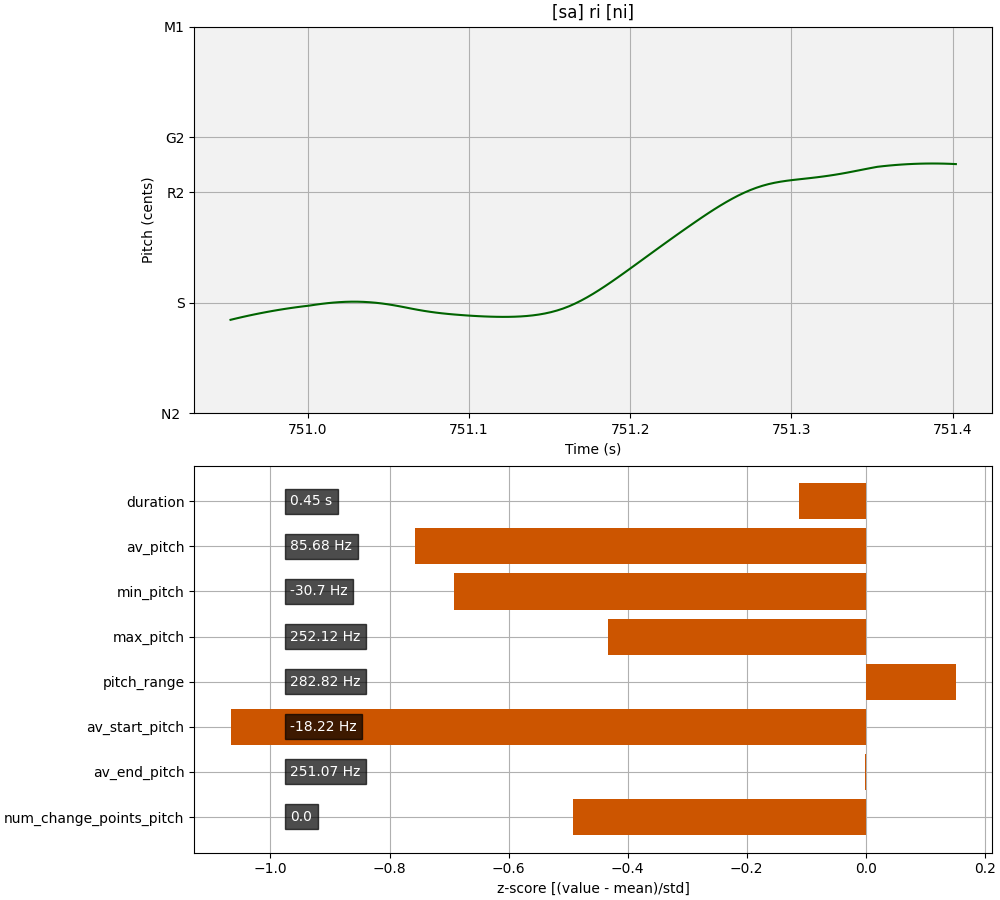 [sa] ri [ni]
M1
G2
R2
S
N2
Pitch (cents)
751.0 751.1 751.2 751.3 751.4
Time (s)
duration 0.45 s
av_pitch 85.68 Hz
min_pitch -30.7 Hz
max_pitch 252.12 Hz
pitch_range 282.82 Hz
av_start_pitch -18.22 Hz
av_end_pitch 251.07 Hz
num_change_points_pitch 0.0
−1.0 −0.8 −0.6 −0.4 −0.2 0.0 0.2
z-score [(value - mean)/std]